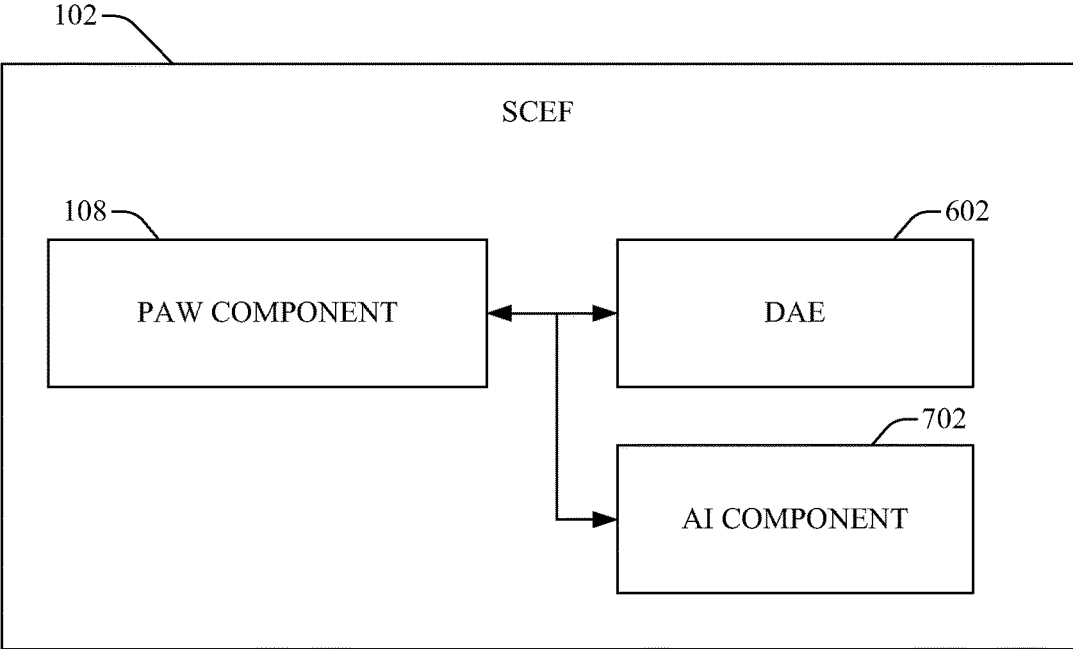 102
SCEF
108
602
PAW COMPONENT
DAE
702
AI COMPONENT